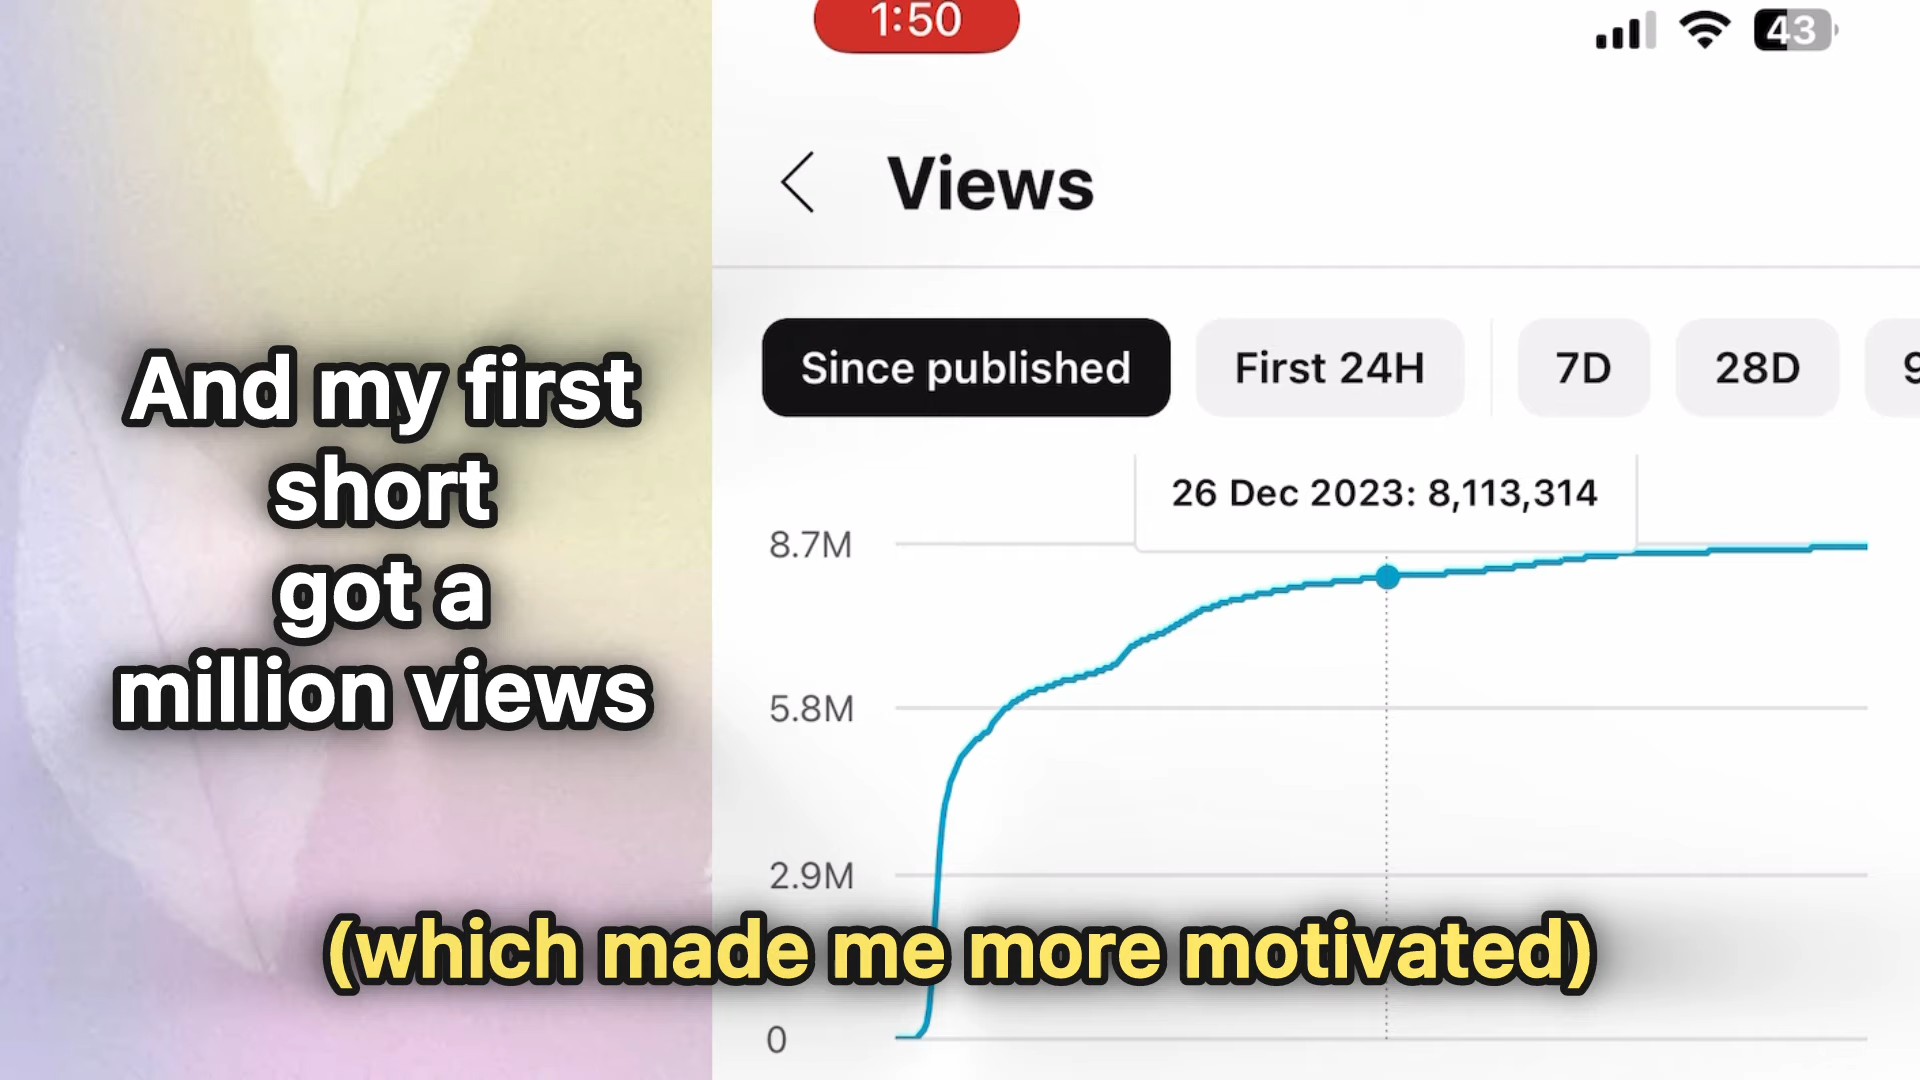 1:50
43
Views
Since published
First 24H
7D
28D
9
26 Dec 2023: 8,113,314
8.7M
5.8M
2.9M
0
And my first
short
got a
million views
(which made me more motivated)